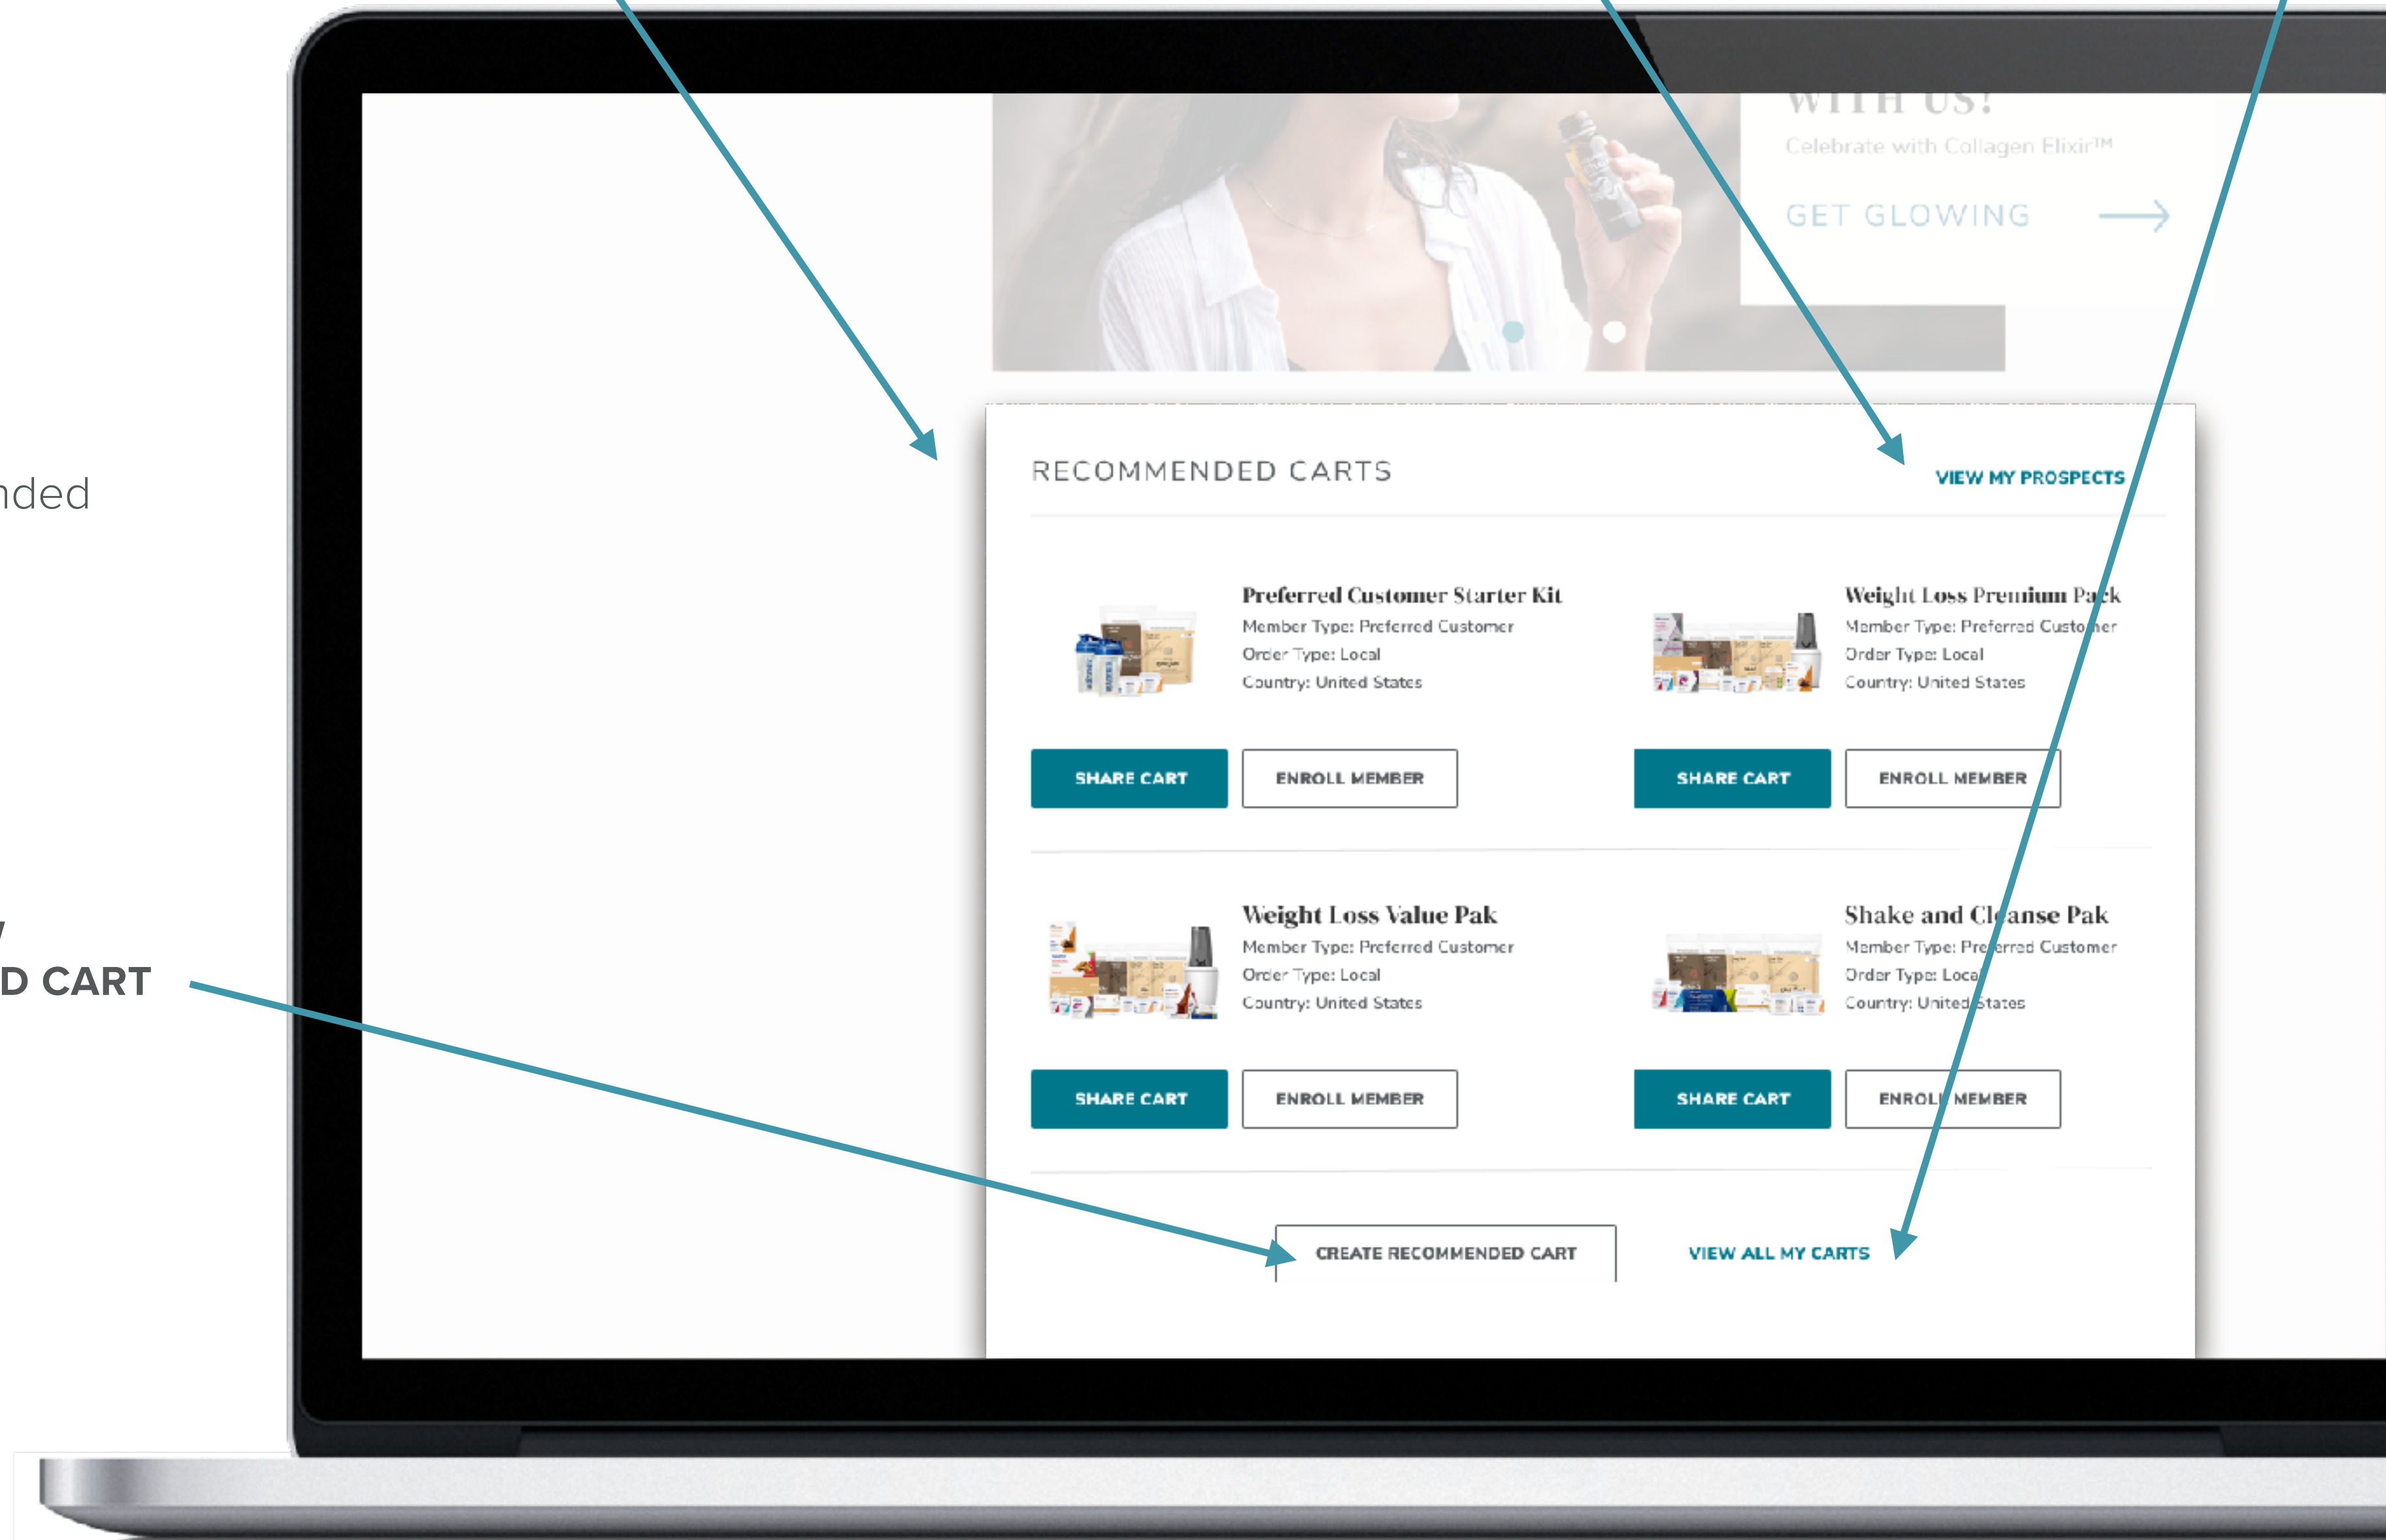 WITH US!
Celebrate with Collagen Elixir™
GET GLOWING
nded
D CART
RECOMMENDED CARTS
VIEW MY PROSPECTS
Preferred Customer Starter Kit
Member Type: Preferred Customer
Order Type: Local
Country: United States
SHARE CART
ENROLL MEMBER
Weight Loss Premium Pack
Member Type: Preferred Customer
Order Type: Local
Country: United States
SHARE CART
ENROLL MEMBER
Weight Loss Value Pak
Member Type: Preferred Customer
Order Type: Local
Country: United States
SHARE CART
ENROLL MEMBER
Shake and Cleanse Pak
Member Type: Preferred Customer
Order Type: Local
Country: United States
SHARE CART
ENROLL MEMBER
CREATE RECOMMENDED CART
VIEW ALL MY CARTS